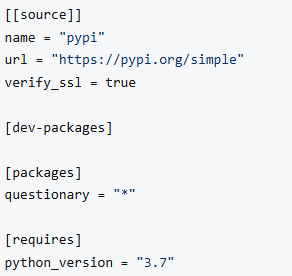 [[source]]
name = "pypi"
url = "https://pypi.org/simple"
verify_ssl = true
[dev-packages]
[packages]
questionary = "*"
[requires]
python_version = "3.7"